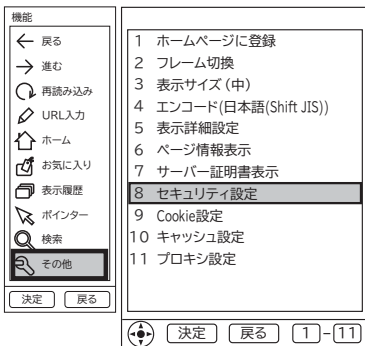 機能
戻る
進む
再読み込み
URL入力
ホーム
お気に入り
表示履歴
ポインター
検索
その他
決定 戻る
1 ホームページに登録
2 フレーム切換
3 表示サイズ(中)
4 エンコード(日本語(Shift JIS))
5 表示詳細設定
6 ページ情報表示
7 サーバー証明書表示
8 セキュリティ設定
9 Cookie設定
10 キャッシュ設定
11 プロキシ設定
決定 戻る 1-11